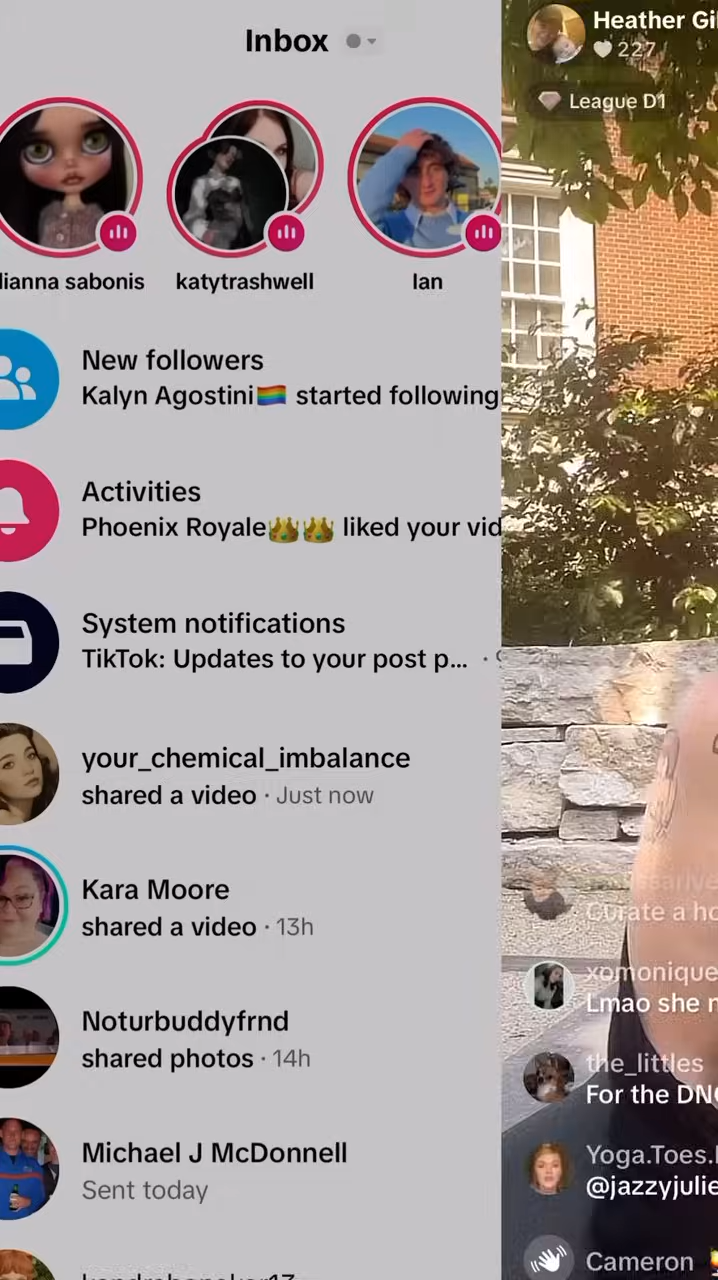 Inbox
dianna sabonis
katytrashwell
Ian
New followers
Kalyn Agostini🏳️‍🌈 started following
Activities
Phoenix Royale👑👑 liked your vid
System notifications
TikTok: Updates to your post p... ·
your_chemical_imbalance
shared a video · Just now
Kara Moore
shared a video · 13h
Noturbuddyfrnd
shared photos · 14h
Michael J McDonnell
Sent today
Heather Gil
227
League D1
Curate a ho
xomonique
Lmao she n
the_littles
For the DNC
Yoga.Toes.
@jazzyjulie
Cameron